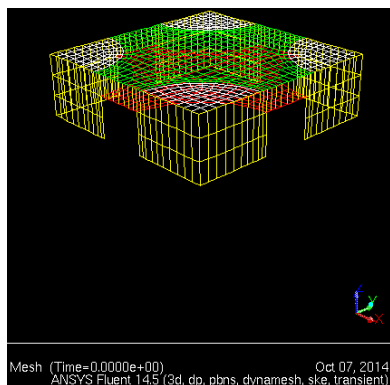 Z
Y
X
Mesh (Time=0.0000e+00)
Oct 07, 2014
ANSYS Fluent 14.5 (3d, dp, pbns, dynamesh, ske, transient)